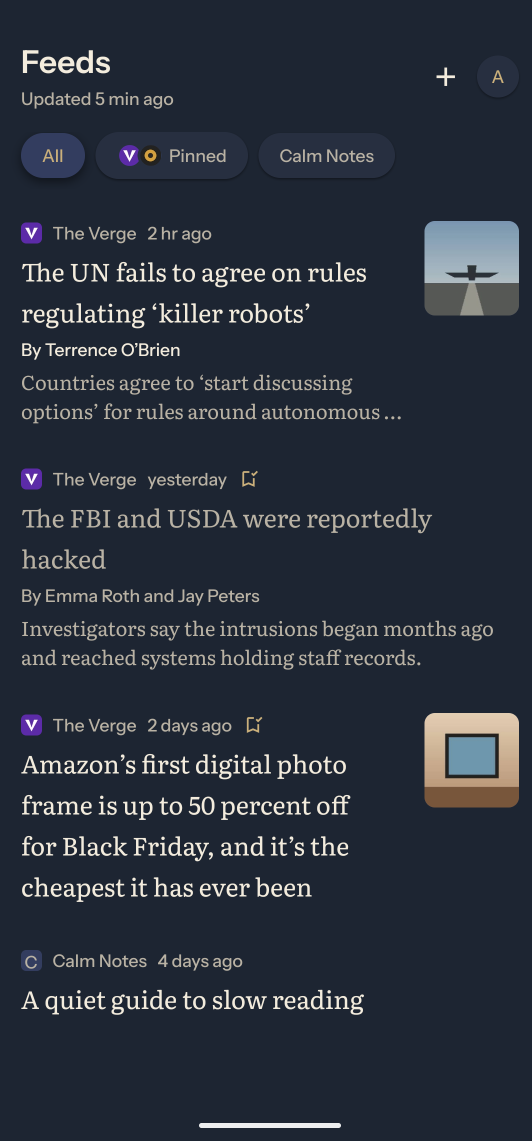 Feeds
Updated 5 min ago
A
All
V Pinned
Calm Notes
V The Verge 2 hr ago
The UN fails to agree on rules
regulating ‘killer robots’
By Terrence O’Brien
Countries agree to ‘start discussing
options’ for rules around autonomous ...
V The Verge yesterday
The FBI and USDA were reportedly
hacked
By Emma Roth and Jay Peters
Investigators say the intrusions began months ago
and reached systems holding staff records.
V The Verge 2 days ago
Amazon’s first digital photo
frame is up to 50 percent off
for Black Friday, and it’s the
cheapest it has ever been
C Calm Notes 4 days ago
A quiet guide to slow reading